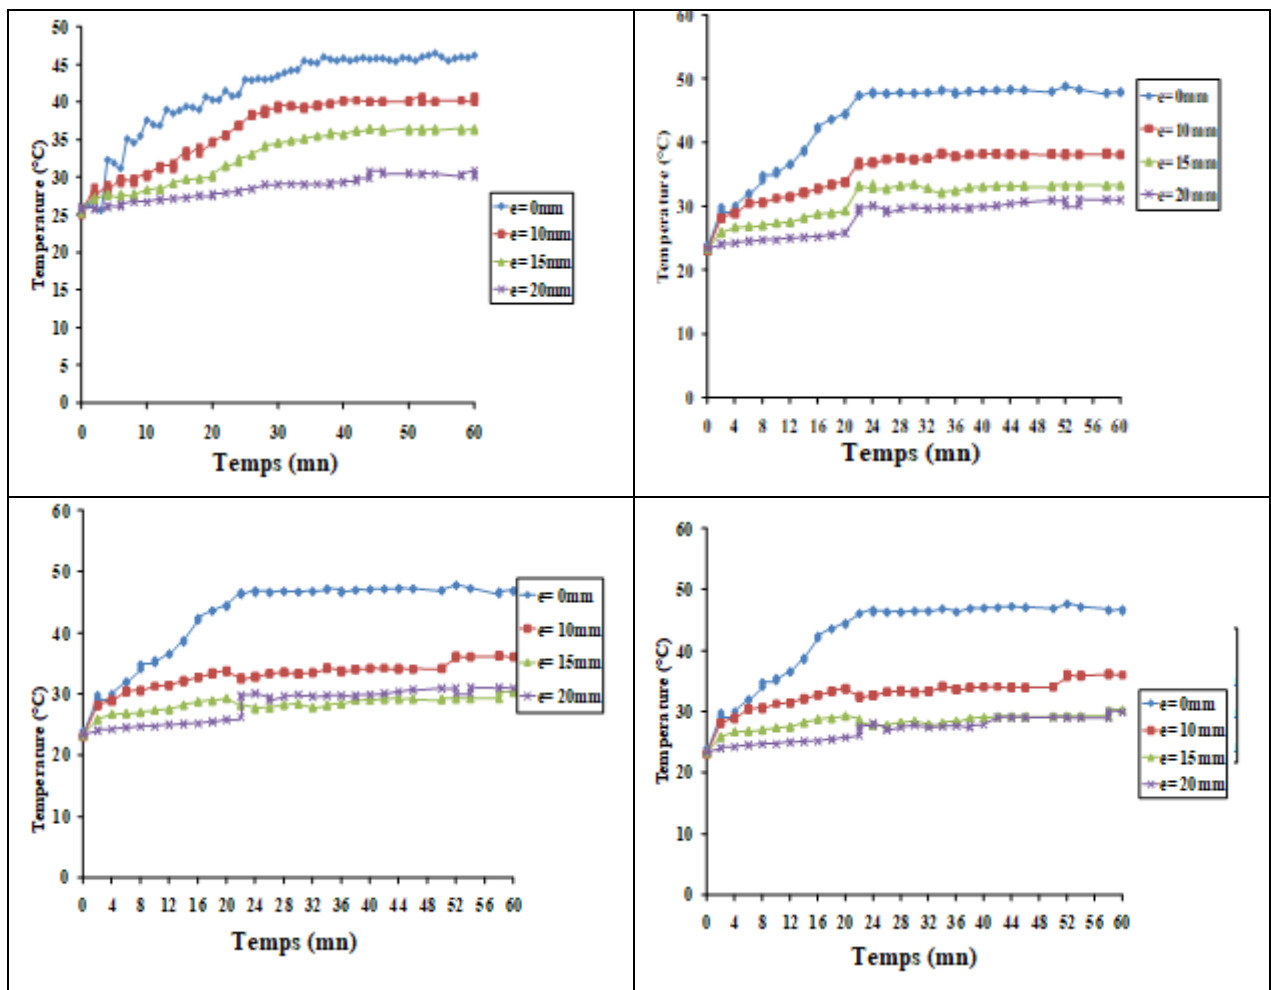 50
45
40
35
30
25
20
15
10
5
0
Temperature (°C)
0 10 20 30 40 50 60
Temps (mn)
e= 0mm
e= 10mm
e= 15mm
e= 20mm
60
50
40
30
20
10
0
Temperature (°C)
0 4 8 12 16 20 24 28 32 36 40 44 48 52 56 60
Temps (mn)
e= 0mm
e= 10mm
e= 15mm
e= 20mm
60
50
40
30
20
10
0
Temperature (°C)
0 4 8 12 16 20 24 28 32 36 40 44 48 52 56 60
Temps (mn)
e= 0mm
e= 10mm
e= 15mm
e= 20mm
60
50
40
30
20
10
0
Temperature (°C)
0 4 8 12 16 20 24 28 32 36 40 44 48 52 56 60
Temps (mn)
e= 0mm
e= 10mm
e= 15mm
e= 20mm